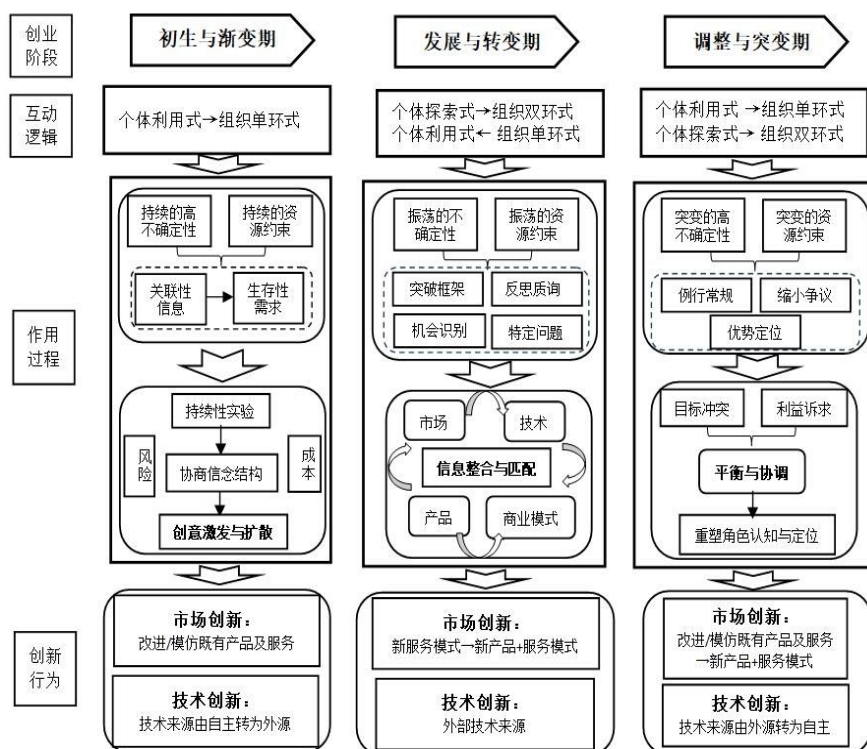 创业
阶段
初生与渐变期
发展与转变期
调整与突变期
互动
逻辑
个体利用式→组织单环式
个体探索式→组织双环式
个体利用式← 组织单环式
个体利用式 →组织单环式
个体探索式→ 组织双环式
作用
过程
持续的高
不确定性
持续的资
源约束
关联性
信息
生存性
需求
持续性实验
风险
协商信念结构
成本
创意激发与扩散
振荡的不
确定性
振荡的资
源约束
突破框架
反思质询
机会识别
特定问题
市场
技术
信息整合与匹配
产品
商业模式
突变的高
不确定性
突变的资
源约束
例行常规
缩小争议
优势定位
目标冲突
利益诉求
平衡与协调
重塑角色认知与定位
创新
行为
市场创新：
改进/模仿既有产品及服务
技术创新：
技术来源由自主转为外源
市场创新：
新服务模式→新产品+服务模式
技术创新：
外部技术来源
市场创新：
改进/模仿既有产品及服务
→新产品+服务模式
技术创新：
技术来源由外源转为自主